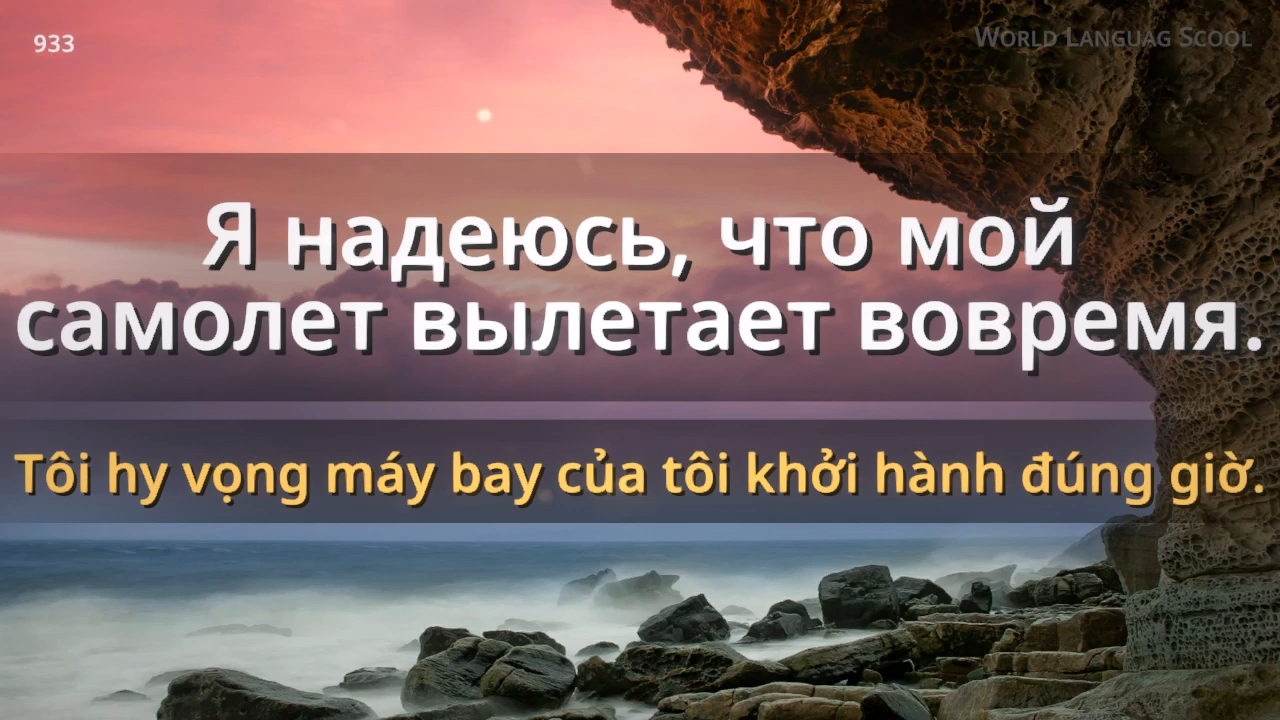 933
World Languag Scool
Я надеюсь, что мой
самолет вылетает вовремя.
Tôi hy vọng máy bay của tôi khởi hành đúng giờ.